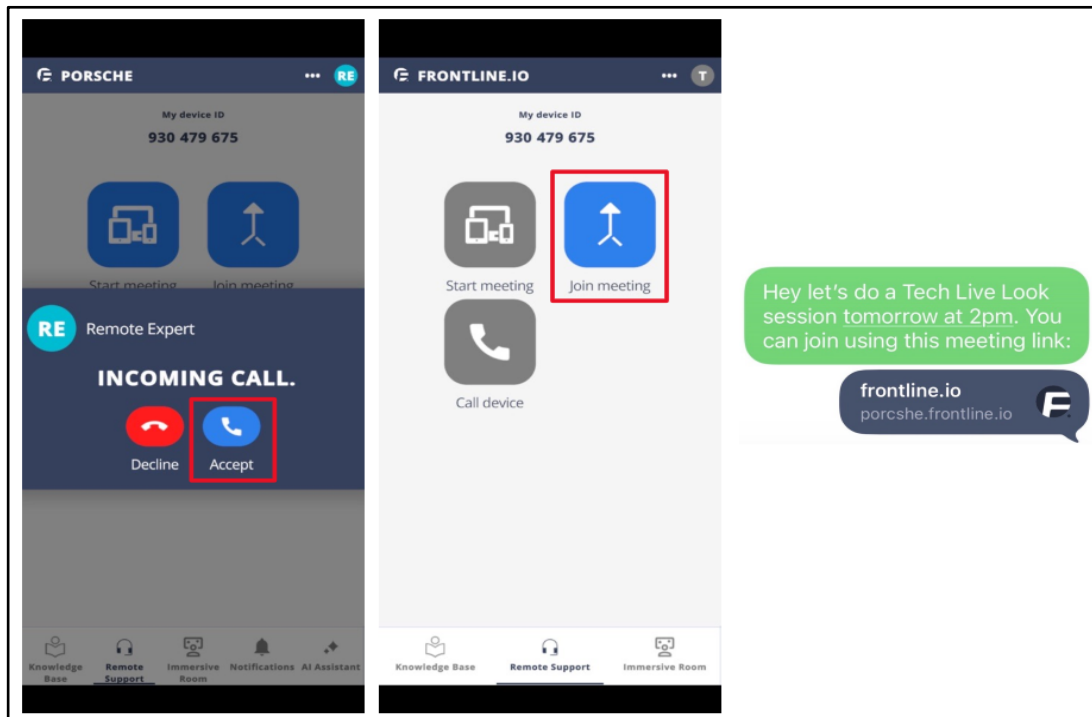 PORSCHE
RE
My device ID
930 479 675
Start meeting
Join meeting
RE
Remote Expert
INCOMING CALL.
Decline
Accept
Knowledge Base
Remote Support
Immersive Room
Notifications
AI Assistant
FRONTLINE.IO
T
My device ID
930 479 675
Start meeting
Join meeting
Call device
Knowledge Base
Remote Support
Immersive Room
Hey let's do a Tech Live Look
session tomorrow at 2pm. You
can join using this meeting link:
frontline.io
porcshe.frontline.io